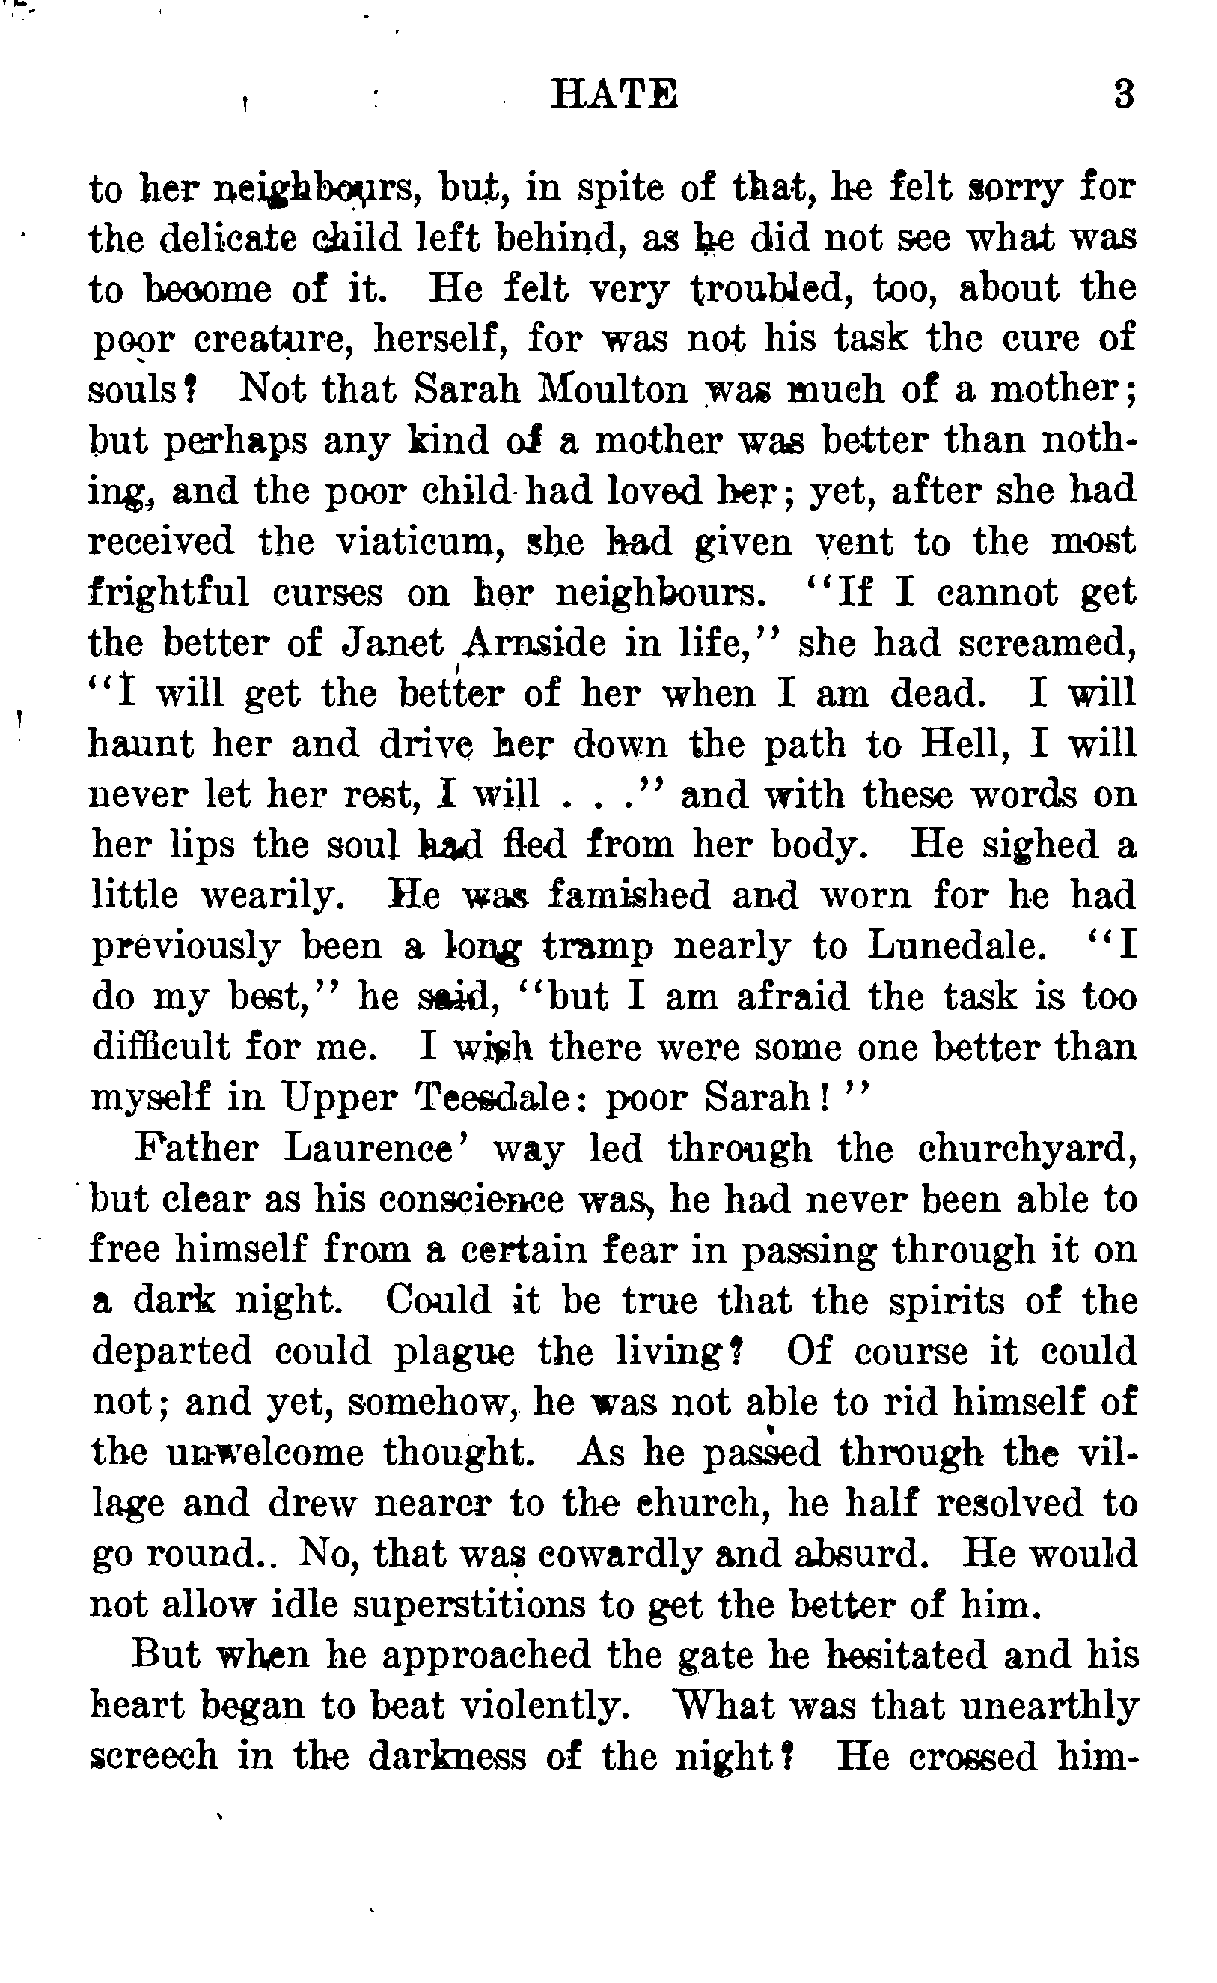 HATE 3
to her neighbours, but, in spite of that, he felt sorry for
the delicate child left behind, as he did not see what was
to become of it. He felt very troubled, too, about the
poor creature, herself, for was not his task the cure of
souls? Not that Sarah Moulton was much of a mother;
but perhaps any kind of a mother was better than noth-
ing, and the poor child had loved her; yet, after she had
received the viaticum, she had given vent to the most
frightful curses on her neighbours. "If I cannot get
the better of Janet Arnside in life," she had screamed,
"I will get the better of her when I am dead. I will
haunt her and drive her down the path to Hell, I will
never let her rest, I will . . ." and with these words on
her lips the soul had fled from her body. He sighed a
little wearily. He was famished and worn for he had
previously been a long tramp nearly to Lunedale. "I
do my best," he said, "but I am afraid the task is too
difficult for me. I wish there were some one better than
myself in Upper Teesdale: poor Sarah!"
Father Laurence' way led through the churchyard,
but clear as his conscience was, he had never been able to
free himself from a certain fear in passing through it on
a dark night. Could it be true that the spirits of the
departed could plague the living? Of course it could
not; and yet, somehow, he was not able to rid himself of
the unwelcome thought. As he passed through the vil-
lage and drew nearer to the church, he half resolved to
go round.. No, that was cowardly and absurd. He would
not allow idle superstitions to get the better of him.
But when he approached the gate he hesitated and his
heart began to beat violently. What was that unearthly
screech in the darkness of the night? He crossed him-